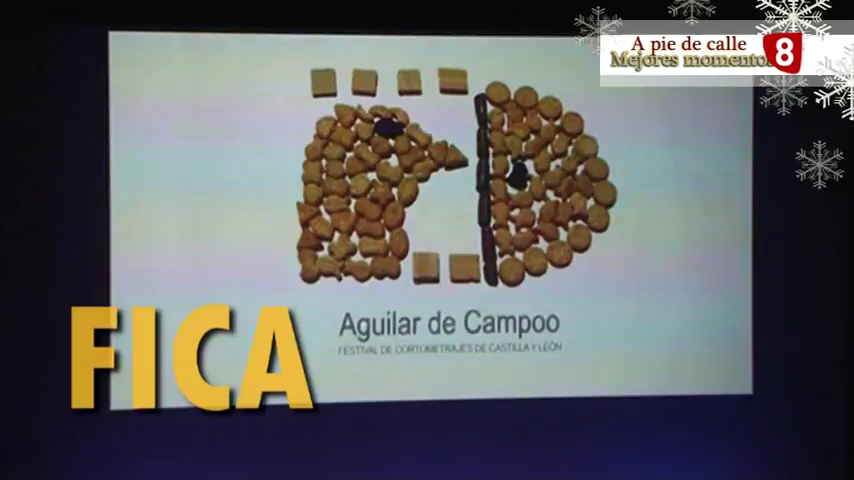 A pie de calle
Mejores momentos
8
Aguilar de Campoo
FESTIVAL DE CORTOMETRAJES DE CASTILLA Y LEÓN
FICA